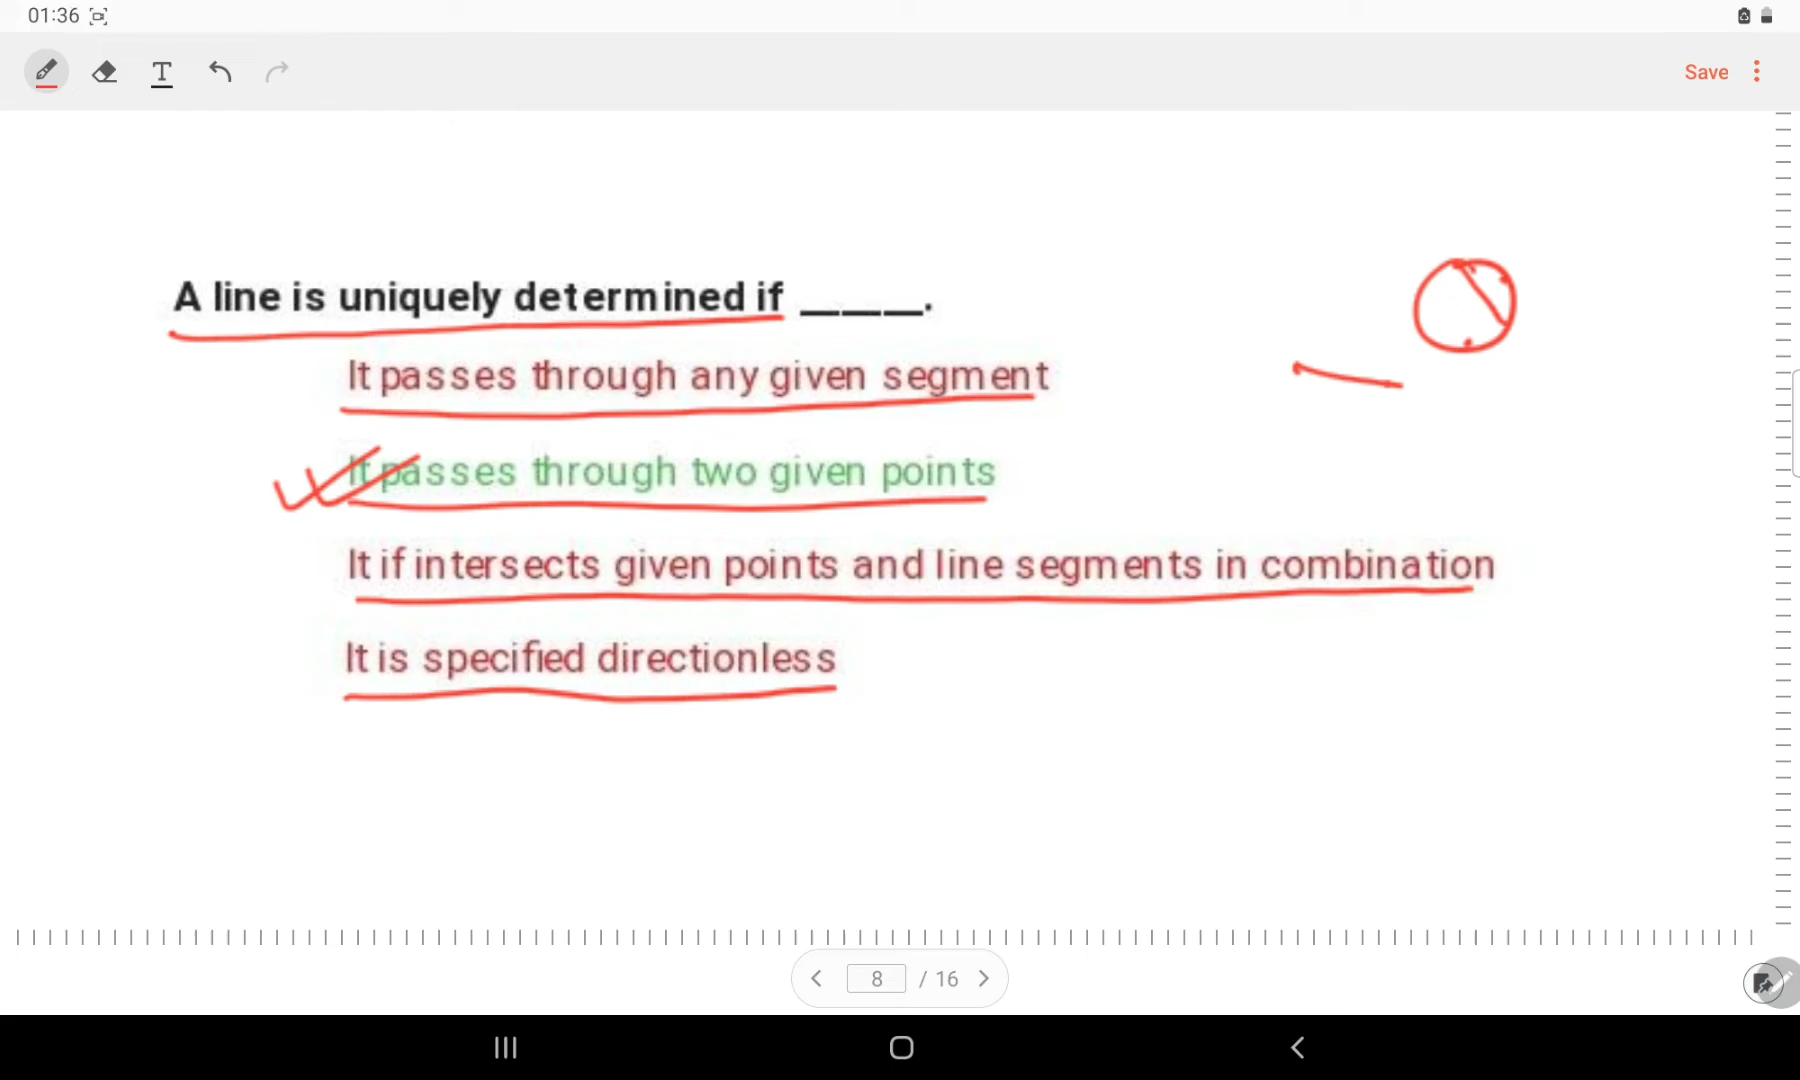 01:36
T
Save
A line is uniquely determined if _____.
It passes through any given segment
It passes through two given points
It if intersects given points and line segments in combination
It is specified directionless
8 / 16